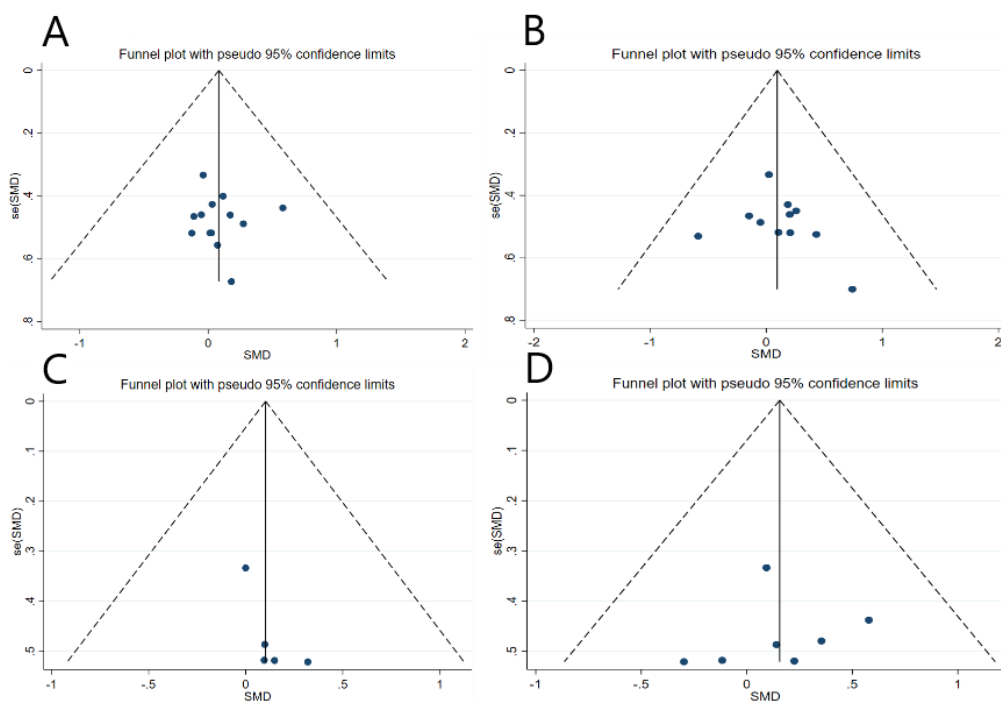 A
Funnel plot with pseudo 95% confidence limits
0
.2
.4
.6
.8
se(SMD)
-1
0
1
2
SMD
B
Funnel plot with pseudo 95% confidence limits
0
.2
.4
.6
.8
se(SMD)
-2
-1
0
1
2
SMD
C
Funnel plot with pseudo 95% confidence limits
0
.1
.2
.3
.4
.5
se(SMD)
-1
-.5
0
.5
1
SMD
D
Funnel plot with pseudo 95% confidence limits
0
.1
.2
.3
.4
.5
se(SMD)
-1
-.5
0
.5
1
SMD